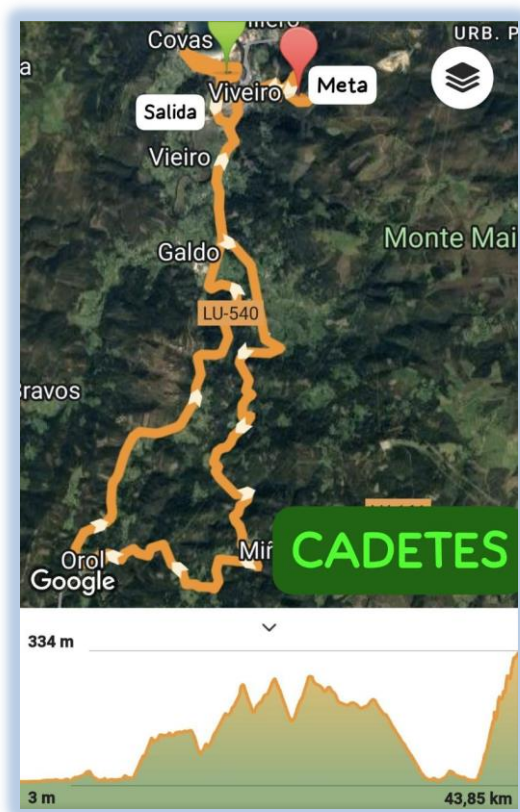 Covas
URB. P
a
Viveiro
Meta
Salida
Vieiro
Galdo
Monte Mai
LU-540
Bravos
Orol
Miñ
CADETES
Google
334 m
3 m
43,85 km